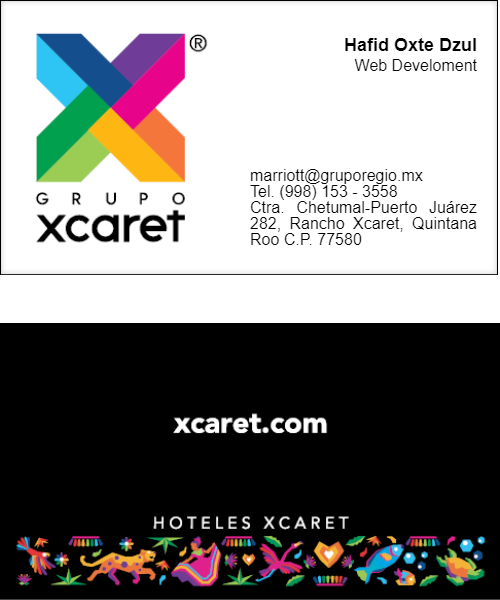 ®
GRUPO
xcaret
Hafid Oxte Dzul
Web Develoment
marriott@gruporegio.mx
Tel. (998) 153 - 3558
Ctra. Chetumal-Puerto Juárez
282, Rancho Xcaret, Quintana
Roo C.P. 77580
xcaret.com
HOTELES XCARET